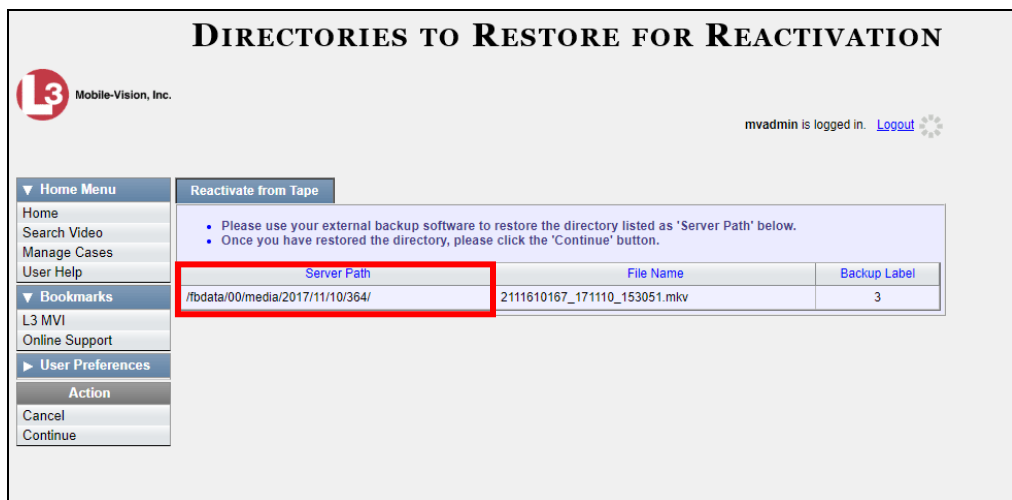 DIRECTORIES TO RESTORE FOR REACTIVATION
L3 Mobile-Vision, Inc.
mvadmin is logged in. Logout
▼ Home Menu
Home
Search Video
Manage Cases
User Help
▼ Bookmarks
L3 MVI
Online Support
▶ User Preferences
Action
Cancel
Continue
Reactivate from Tape
• Please use your external backup software to restore the directory listed as 'Server Path' below.
• Once you have restored the directory, please click the 'Continue' button.
Server Path File Name Backup Label
/fbdata/00/media/2017/11/10/364/ 2111610167_171110_153051.mkv 3